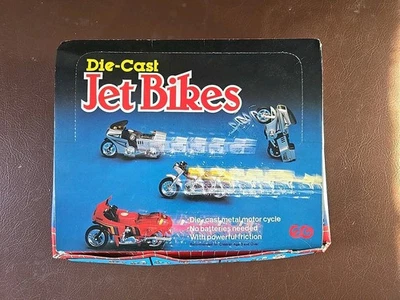 Die-Cast
Jet Bikes
Die-cast metal motor cycle
No batteries needed
With powerful friction